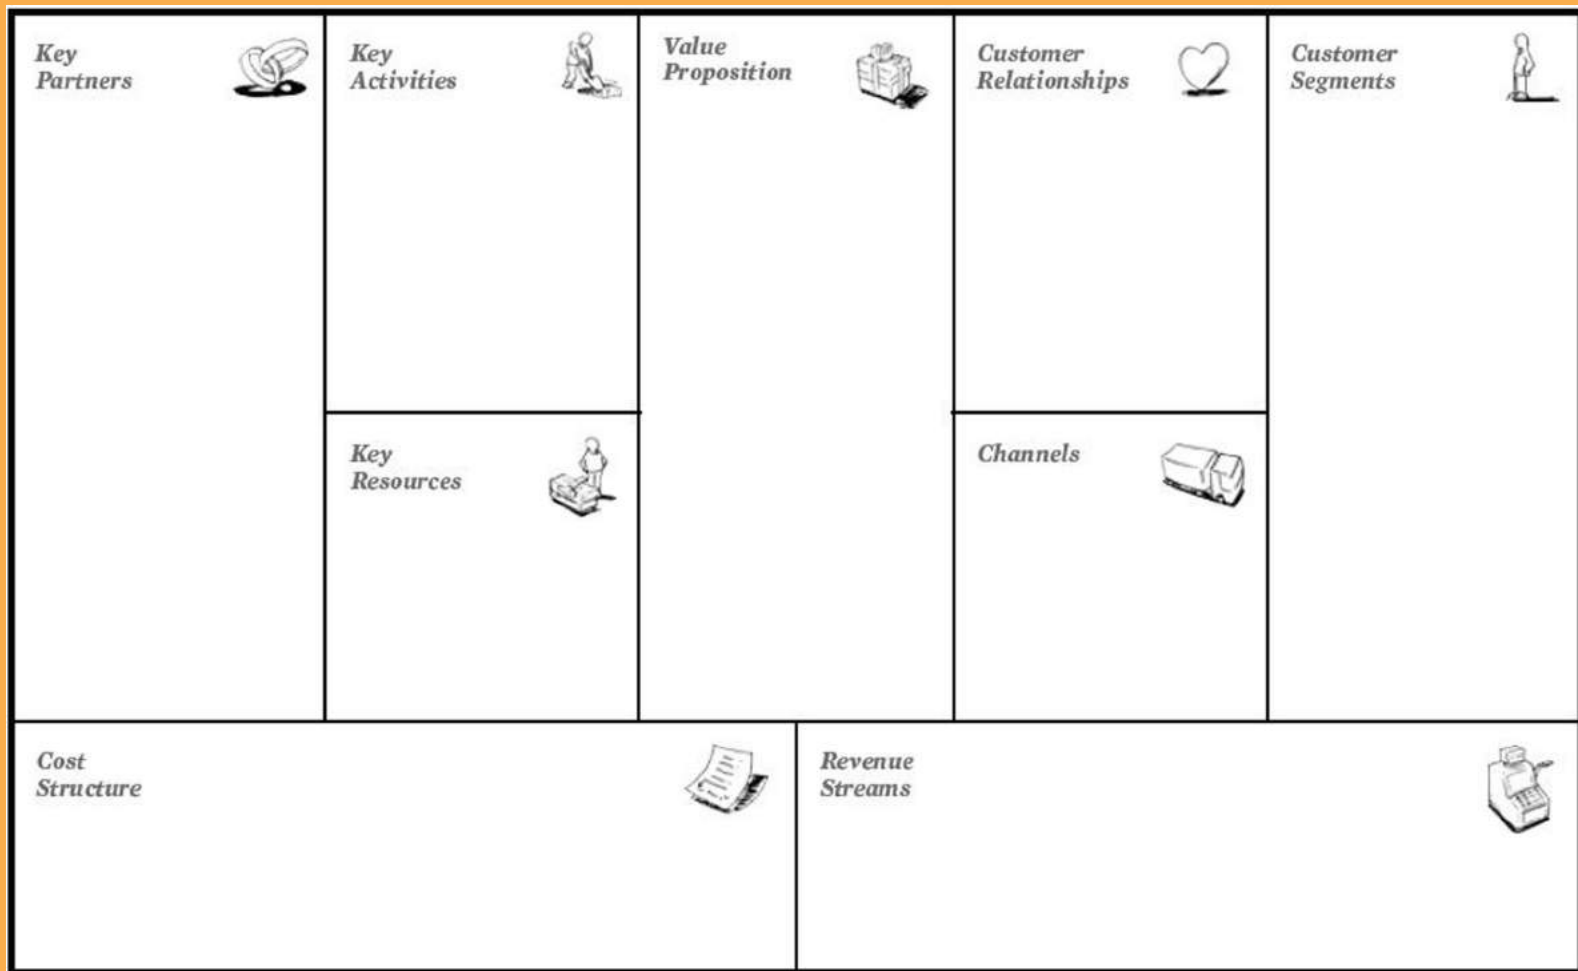 Key
Partners
Key
Activities
Value
Proposition
Customer
Relationships
Customer
Segments
Key
Resources
Channels
Cost
Structure
Revenue
Streams